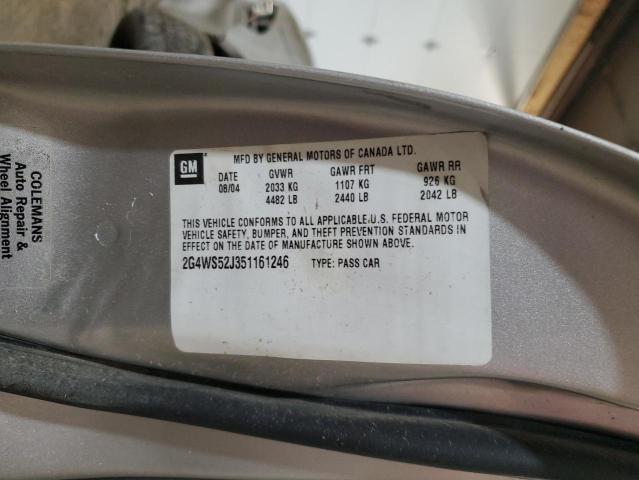 COLEMANS
Auto Repair &
Wheel Alignment
GM
MFD BY GENERAL MOTORS OF CANADA LTD.
DATE GVWR GAWR FRT GAWR RR
08/04 2033 KG 1107 KG 926 KG
4482 LB 2440 LB 2042 LB
THIS VEHICLE CONFORMS TO ALL APPLICABLE U.S. FEDERAL MOTOR
VEHICLE SAFETY, BUMPER, AND THEFT PREVENTION STANDARDS IN
EFFECT ON THE DATE OF MANUFACTURE SHOWN ABOVE.
2G4WS52J351161246 TYPE: PASS CAR